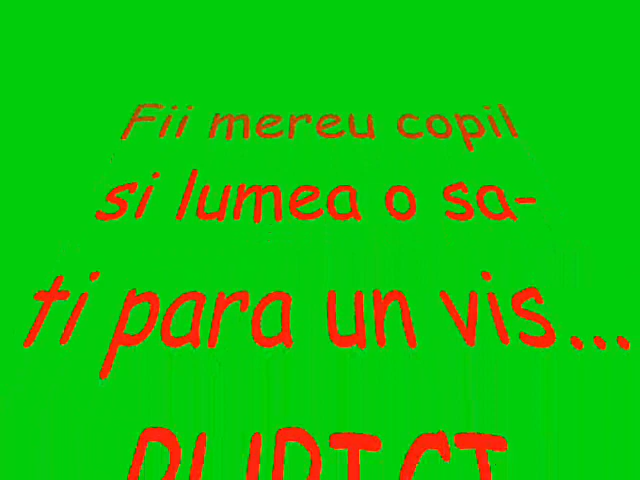 Fii mereu copil
si lumea o sa-
ti para un vis...